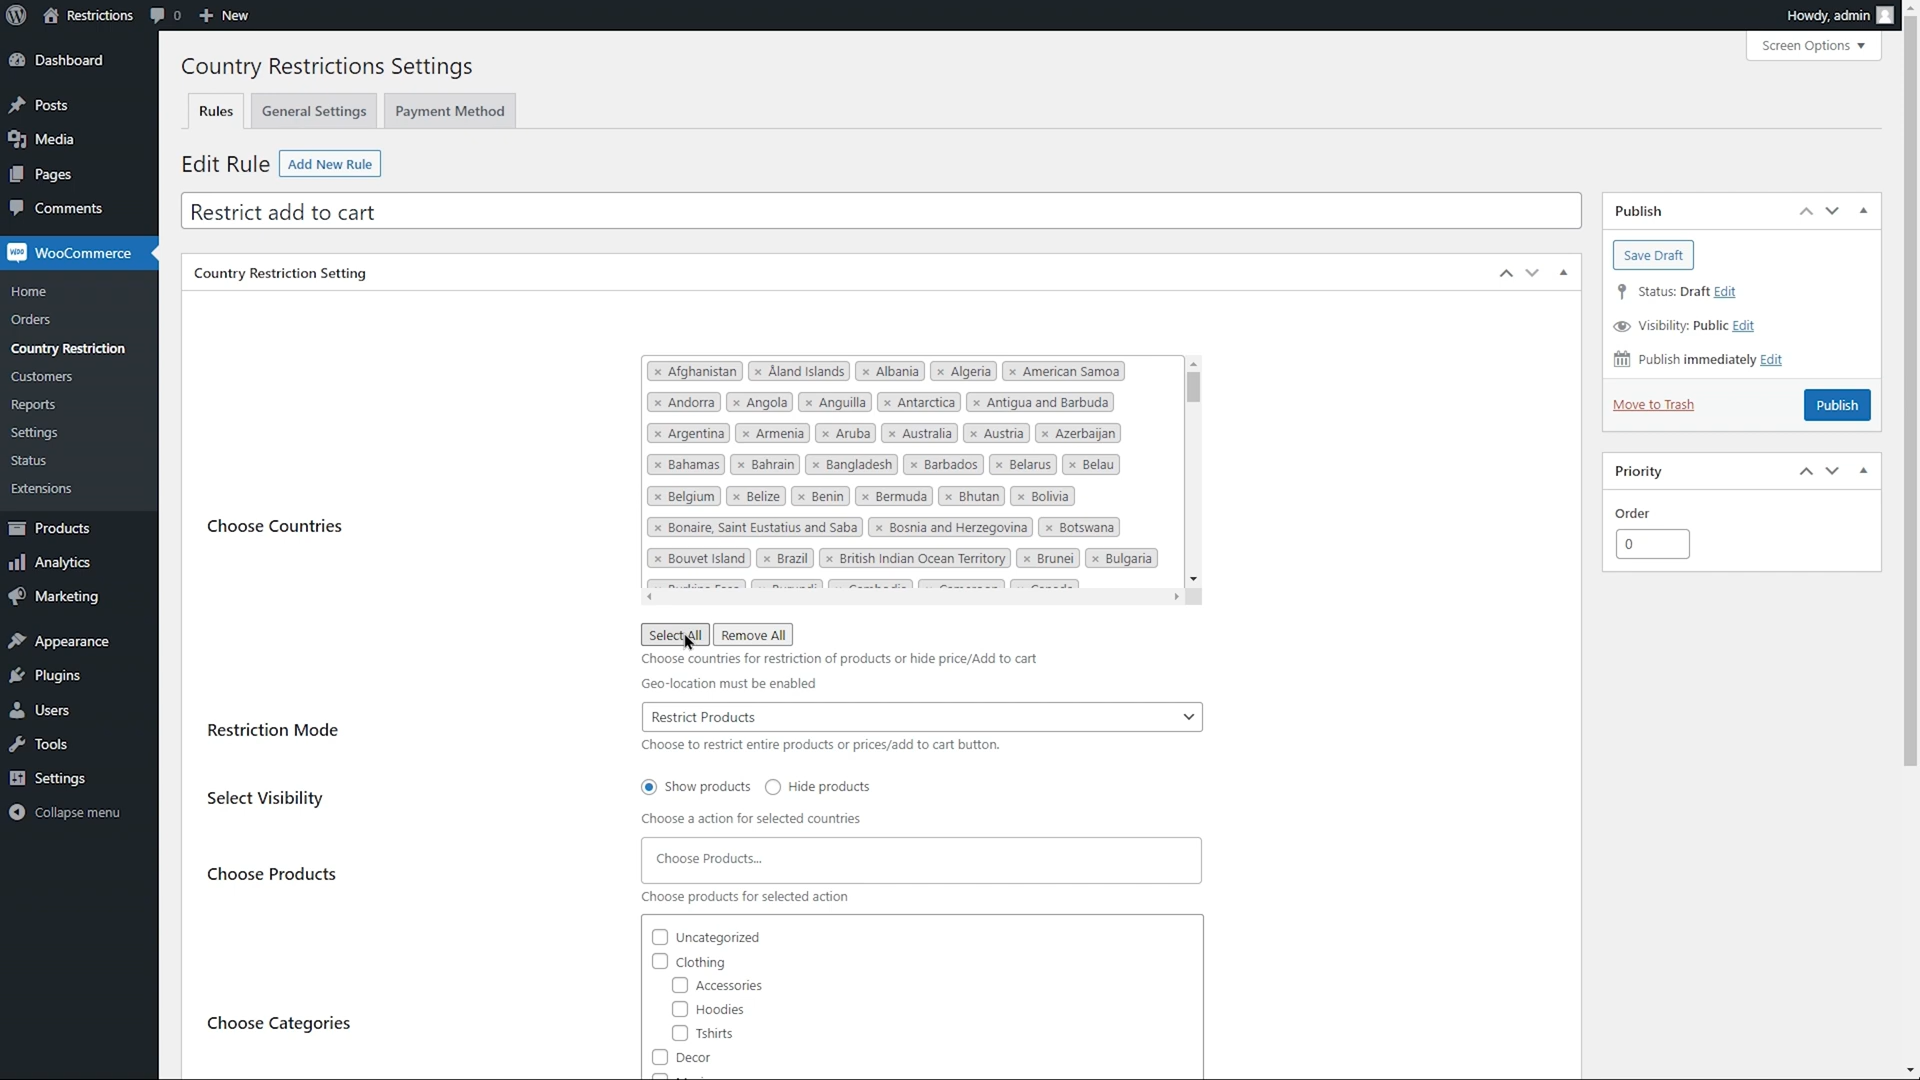 Restrictions 0 New Howdy, admin
Screen Options
Dashboard
Posts
Media
Pages
Comments
WooCommerce
Home
Orders
Country Restriction
Customers
Reports
Settings
Status
Extensions
Products
Analytics
Marketing
Appearance
Plugins
Users
Tools
Settings
Collapse menu
Country Restrictions Settings
Rules General Settings Payment Method
Edit Rule Add New Rule
Restrict add to cart
Country Restriction Setting
Choose Countries
× Afghanistan × Åland Islands × Albania × Algeria × American Samoa
× Andorra × Angola × Anguilla × Antarctica × Antigua and Barbuda
× Argentina × Armenia × Aruba × Australia × Austria × Azerbaijan
× Bahamas × Bahrain × Bangladesh × Barbados × Belarus × Belau
× Belgium × Belize × Benin × Bermuda × Bhutan × Bolivia
× Bonaire, Saint Eustatius and Saba × Bosnia and Herzegovina × Botswana
× Bouvet Island × Brazil × British Indian Ocean Territory × Brunei × Bulgaria
Select All Remove All
Choose countries for restriction of products or hide price/Add to cart
Geo-location must be enabled
Restriction Mode
Restrict Products
Choose to restrict entire products or prices/add to cart button.
Select Visibility
Show products Hide products
Choose a action for selected countries
Choose Products
Choose Products...
Choose products for selected action
Choose Categories
Uncategorized
Clothing
Accessories
Hoodies
Tshirts
Decor
Publish
Save Draft
Status: Draft Edit
Visibility: Public Edit
Publish immediately Edit
Move to Trash Publish
Priority
Order
0